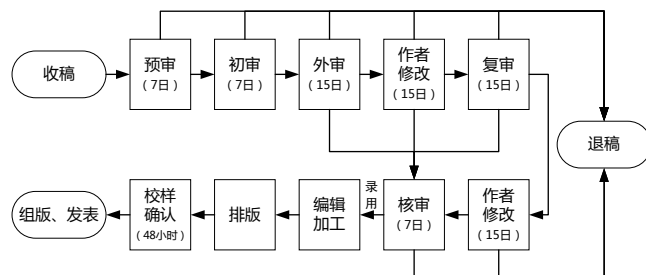 收稿
预审
（7日）
初审
（7日）
外审
（15日）
作者
修改
（15日）
复审
（15日）
退稿
组版、发表
校样
确认
（48小时）
排版
编辑
加工
录
用
核审
（7日）
作者
修改
（15日）